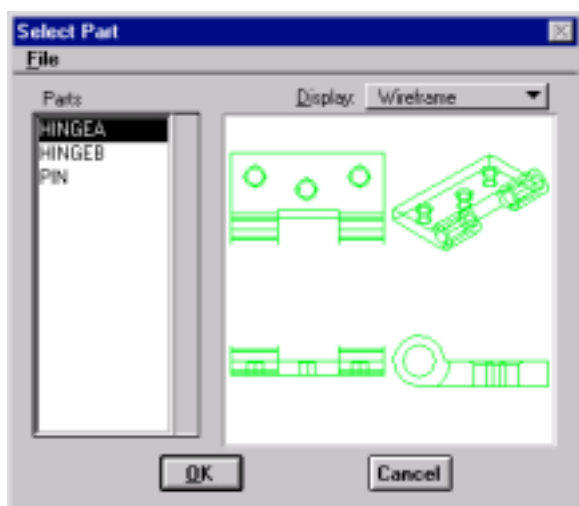 Select Part
File
Parts
Display: Wireframe
HINGEA
HINGEB
PIN
OK
Cancel